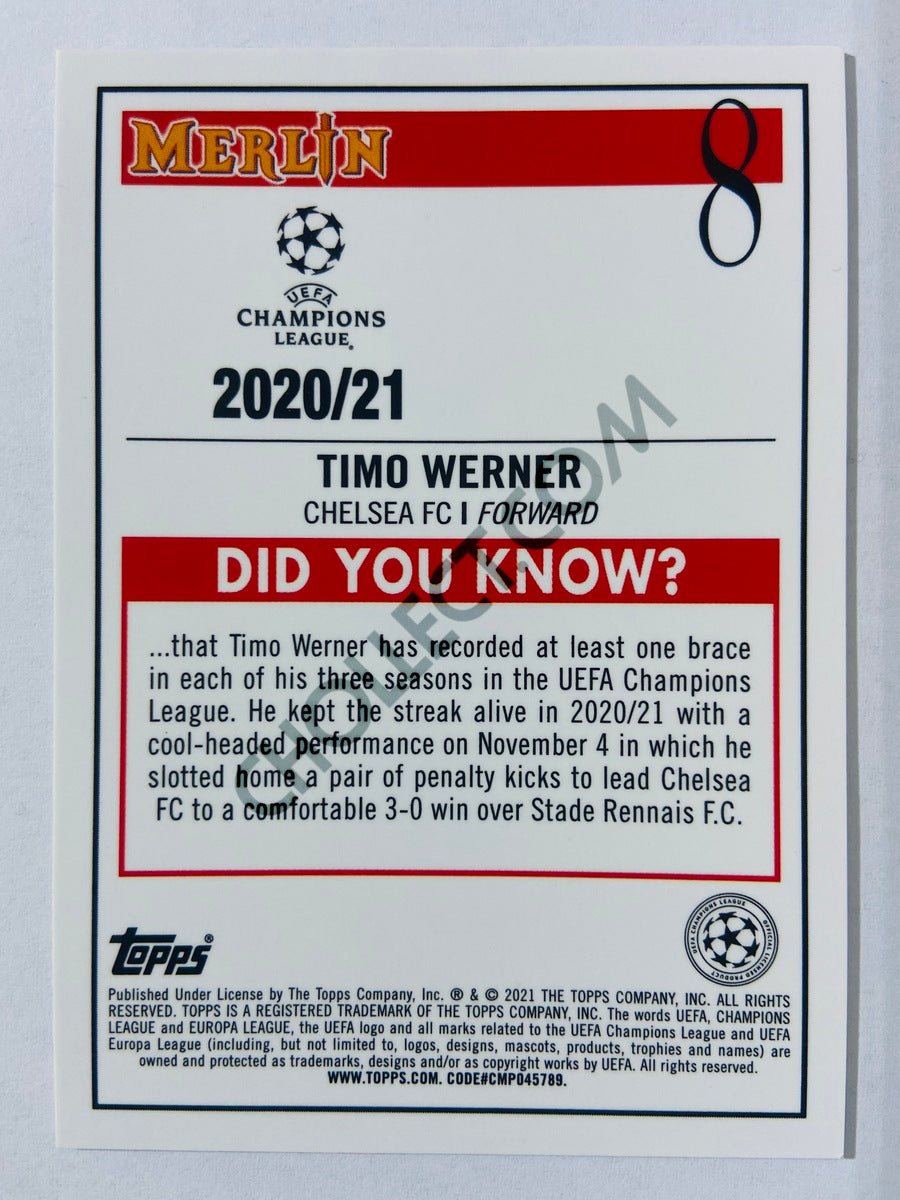 MERLIN
8
UEFA
CHAMPIONS
LEAGUE®
2020/21
TIMO WERNER
CHELSEA FC I FORWARD
DID YOU KNOW?
...that Timo Werner has recorded at least one brace
in each of his three seasons in the UEFA Champions
League. He kept the streak alive in 2020/21 with a
cool-headed performance on November 4 in which he
slotted home a pair of penalty kicks to lead Chelsea
FC to a comfortable 3-0 win over Stade Rennais F.C.
CHOLLECT.COM
topps®
UEFA CHAMPIONS LEAGUE
OFFICIAL LICENSED PRODUCT
Published Under License by The Topps Company, Inc. ® & © 2021 THE TOPPS COMPANY, INC. ALL RIGHTS
RESERVED. TOPPS IS A REGISTERED TRADEMARK OF THE TOPPS COMPANY, INC. The words UEFA, CHAMPIONS
LEAGUE and EUROPA LEAGUE, the UEFA logo and all marks related to the UEFA Champions League and UEFA
Europa League (including, but not limited to, logos, designs, mascots, products, trophies and names) are
owned and protected as trademarks, designs and/or as copyright works by UEFA. All rights reserved.
WWW.TOPPS.COM. CODE#CMP045789.